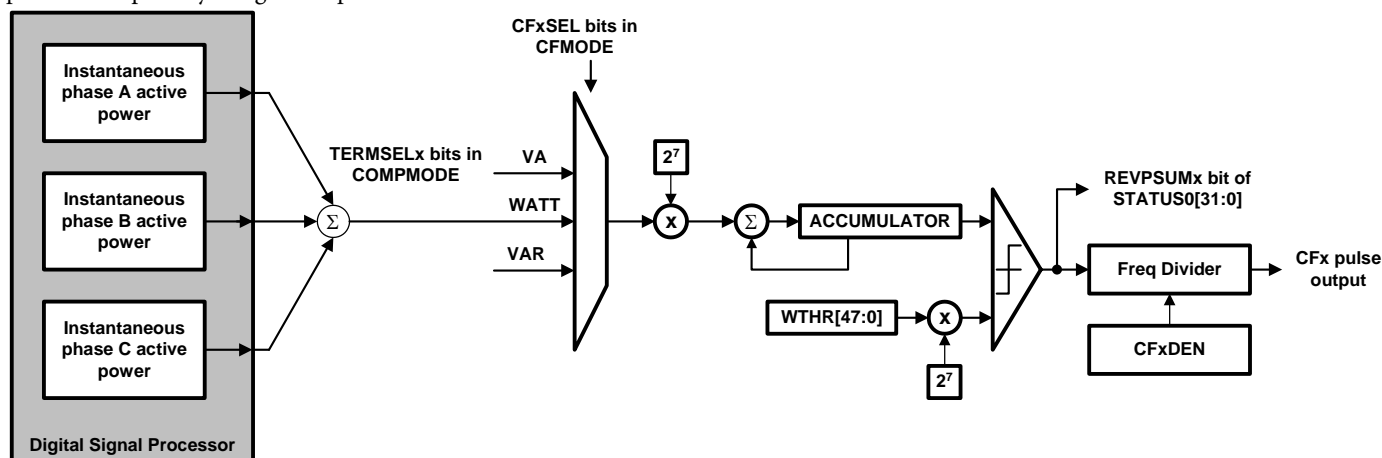 CFxSEL bits in
CFMODE
Instantaneous
phase A active
power
TERMSELx bits in
COMPMODE
VA
2⁷
REVPSUMx bit of
STATUS0[31:0]
Instantaneous
phase B active
power
Σ
WATT
x
Σ
ACCUMULATOR
VAR
Freq Divider
CFx pulse
output
Instantaneous
phase C active
power
WTHR[47:0]
x
CFxDEN
2⁷
Digital Signal Processor